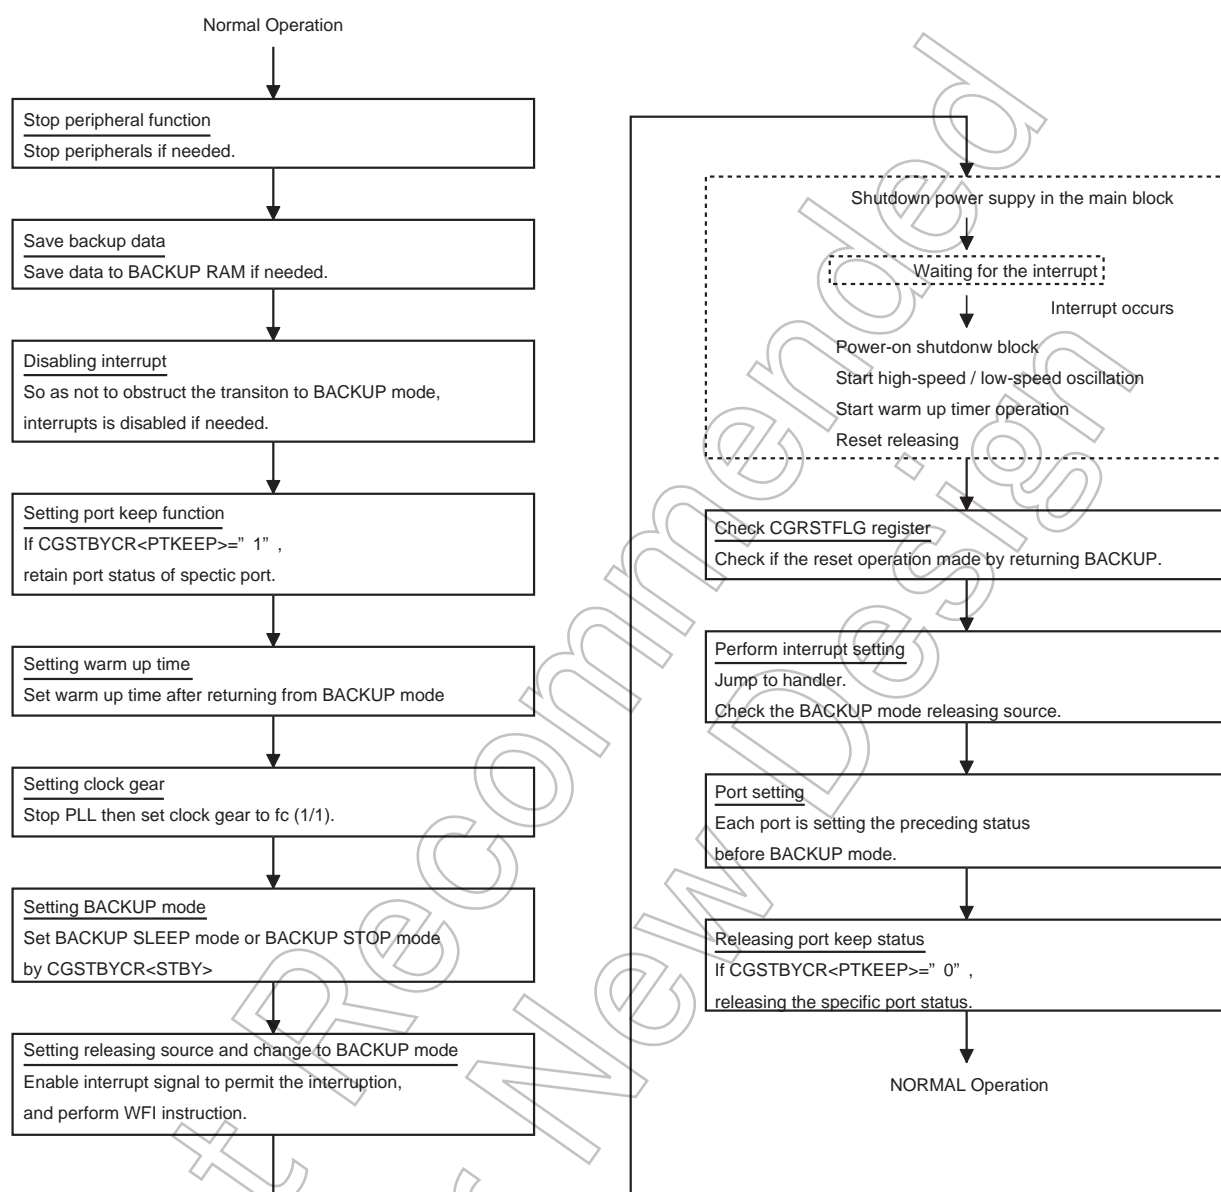 Normal Operation
Stop peripheral function
Stop peripherals if needed.
Save backup data
Save data to BACKUP RAM if needed.
Disabling interrupt
So as not to obstruct the transiton to BACKUP mode,
interrupts is disabled if needed.
Setting port keep function
If CGSTBYCR<PTKEEP>=” 1” ,
retain port status of spectic port.
Setting warm up time
Set warm up time after returning from BACKUP mode
Setting clock gear
Stop PLL then set clock gear to fc (1/1).
Setting BACKUP mode
Set BACKUP SLEEP mode or BACKUP STOP mode
by CGSTBYCR<STBY>
Setting releasing source and change to BACKUP mode
Enable interrupt signal to permit the interruption,
and perform WFI instruction.
Shutdown power suppy in the main block
Waiting for the interrupt
Interrupt occurs
Power-on shutdonw block
Start high-speed / low-speed oscillation
Start warm up timer operation
Reset releasing
Check CGRSTFLG register
Check if the reset operation made by returning BACKUP.
Perform interrupt setting
Jump to handler.
Check the BACKUP mode releasing source.
Port setting
Each port is setting the preceding status
before BACKUP mode.
Releasing port keep status
If CGSTBYCR<PTKEEP>=” 0” ,
releasing the specific port status.
NORMAL Operation
t Recommended
r New Design